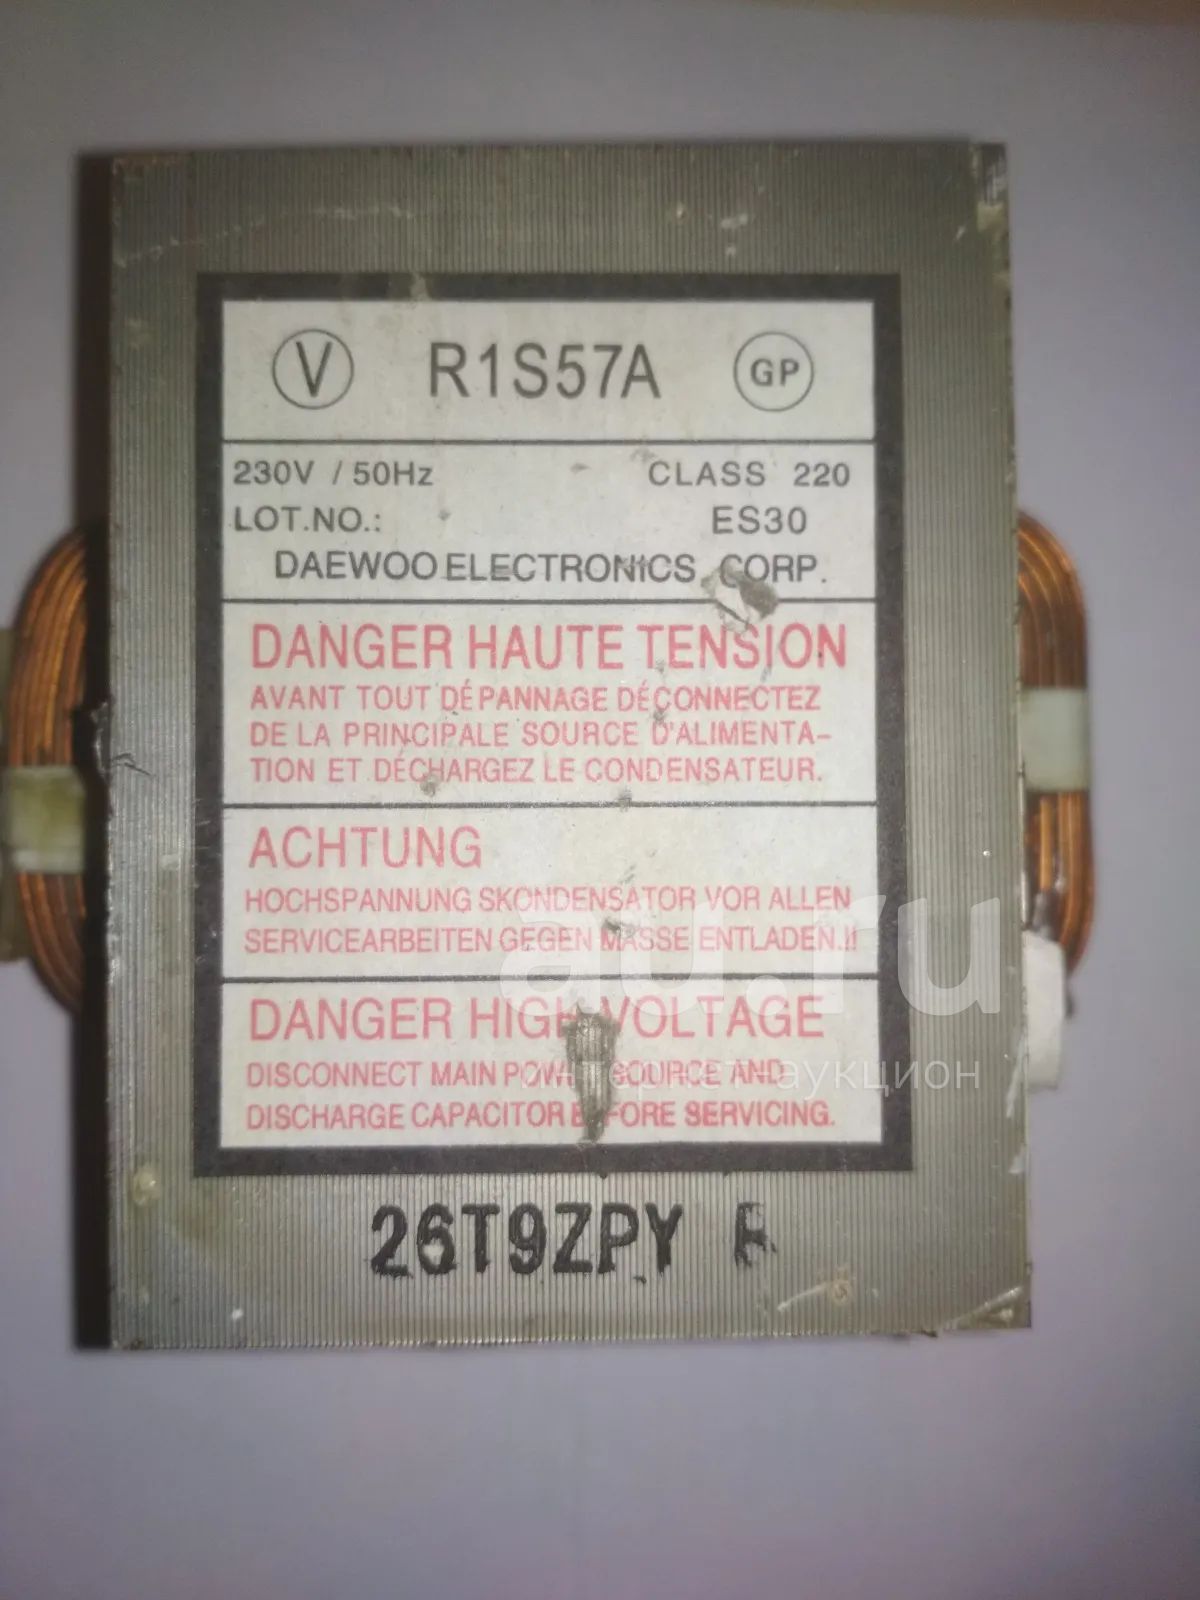 V R1S57A GP
230V / 50Hz CLASS 220
LOT.NO.: ES30
DAEWOO ELECTRONICS CORP.
DANGER HAUTE TENSION
AVANT TOUT DÉPANNAGE DÉCONNECTEZ
DE LA PRINCIPALE SOURCE D'ALIMENTA-
TION ET DÉCHARGEZ LE CONDENSATEUR.
ACHTUNG
HOCHSPANNUNG SKONDENSATOR VOR ALLEN
SERVICEARBEITEN GEGEN MASSE ENTLADEN.!!
DANGER HIGH VOLTAGE
DISCONNECT MAIN POWER SOURCE AND
DISCHARGE CAPACITOR BEFORE SERVICING.
26T9ZPY
au.ru
интернет-аукцион